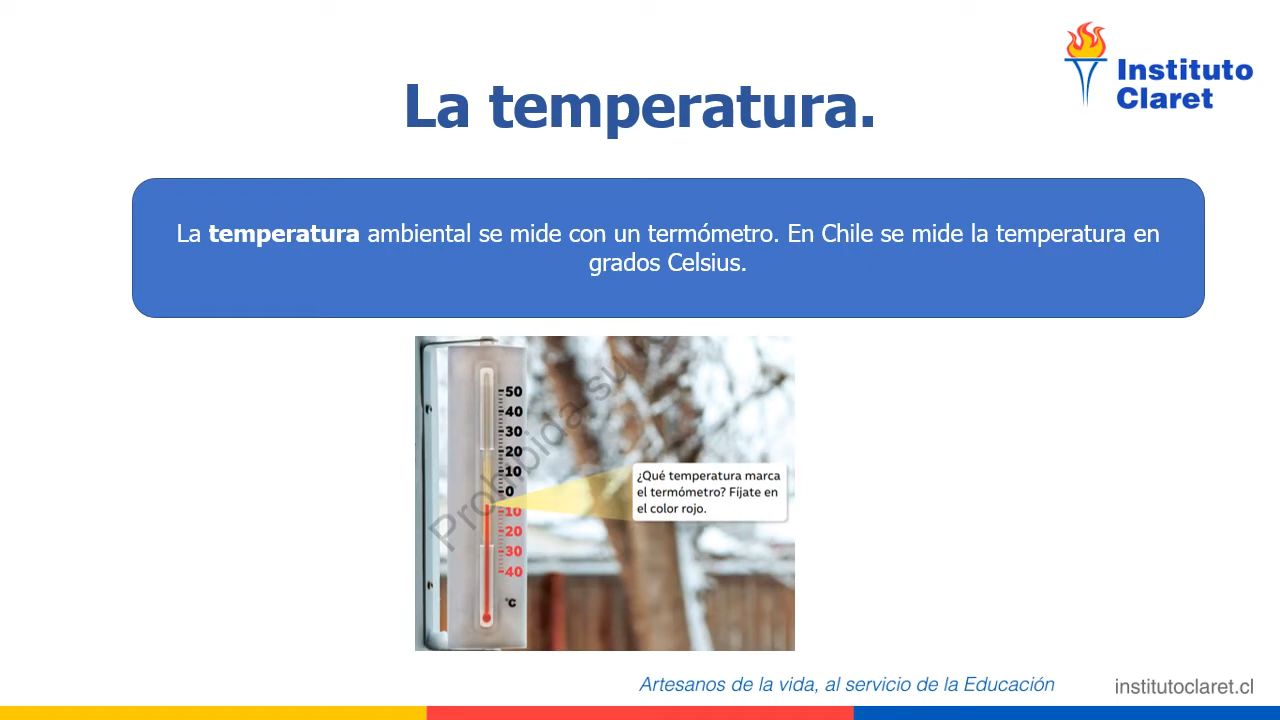 Instituto
Claret
La temperatura.
La temperatura ambiental se mide con un termómetro. En Chile se mide la temperatura en
grados Celsius.
50
40
30
20
10
0
10
20
30
40
°C
¿Qué temperatura marca
el termómetro? Fíjate en
el color rojo.
Prohibida su
Artesanos de la vida, al servicio de la Educación
institutoclaret.cl